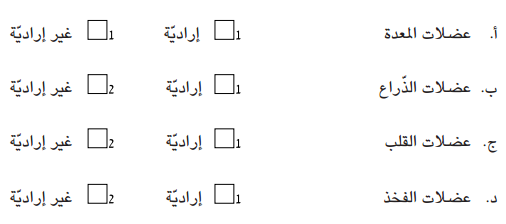 أ. عضلات المعدة 1☐ إراديّة 1☐ غير إراديّة
ب. عضلات الذّراع 1☐ إراديّة 2☐ غير إراديّة
ج. عضلات القلب 1☐ إراديّة 2☐ غير إراديّة
د. عضلات الفخذ 1☐ إراديّة 2☐ غير إراديّة